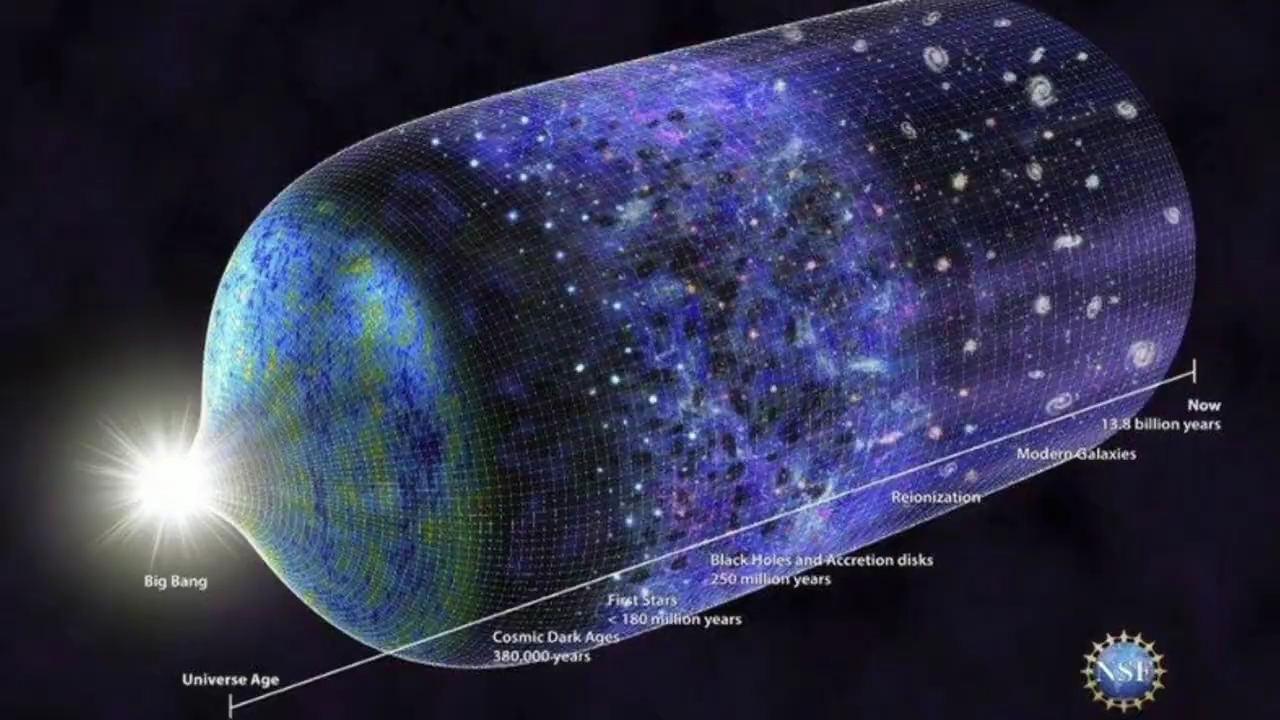 Big Bang
Universe Age
Cosmic Dark Ages
380,000 years
First Stars
< 180 million years
Black Holes and Accretion disks
250 million years
Reionization
Modern Galaxies
Now
13.8 billion years
NSF